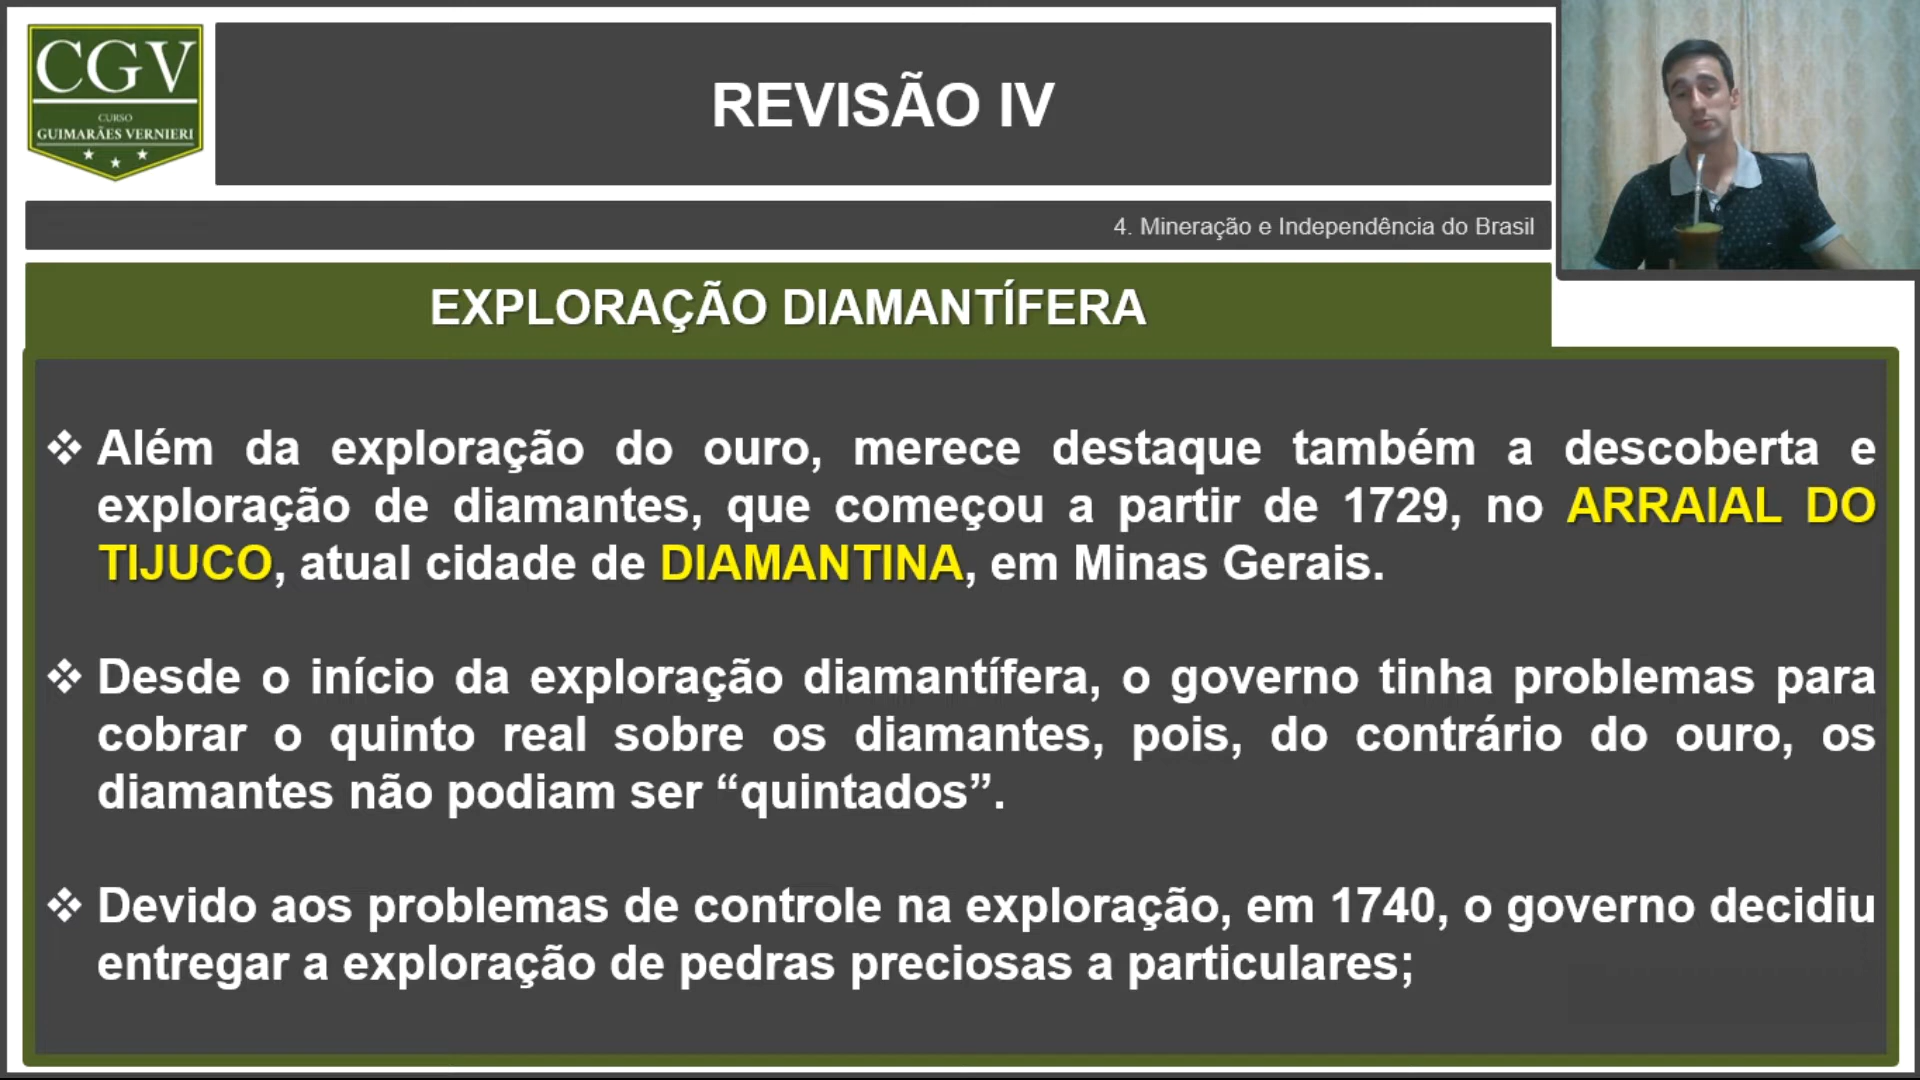 CGV
CURSO
GUIMARÃES VERNIERI
REVISÃO IV
4. Mineração e Independência do Brasil
EXPLORAÇÃO DIAMANTÍFERA
Além da exploração do ouro, merece destaque também a descoberta e
exploração de diamantes, que começou a partir de 1729, no ARRAIAL DO
TIJUCO, atual cidade de DIAMANTINA, em Minas Gerais.
Desde o início da exploração diamantífera, o governo tinha problemas para
cobrar o quinto real sobre os diamantes, pois, do contrário do ouro, os
diamantes não podiam ser “quintados”.
Devido aos problemas de controle na exploração, em 1740, o governo decidiu
entregar a exploração de pedras preciosas a particulares;